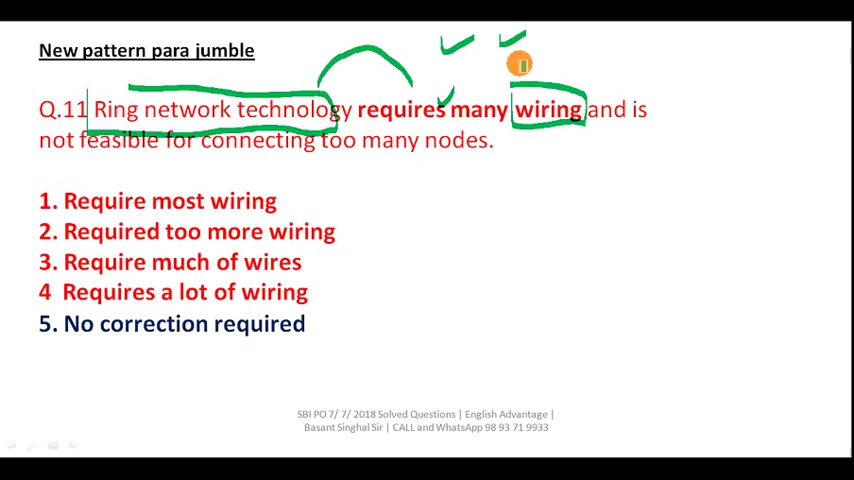 New pattern para jumble
Q.11 Ring network technology requires many wiring and is
not feasible for connecting too many nodes.
1. Require most wiring
2. Required too more wiring
3. Require much of wires
4 Requires a lot of wiring
5. No correction required
SBI PO 7/ 7/ 2018 Solved Questions | English Advantage |
Basant Singhal Sir | CALL and WhatsApp 98 93 71 9933